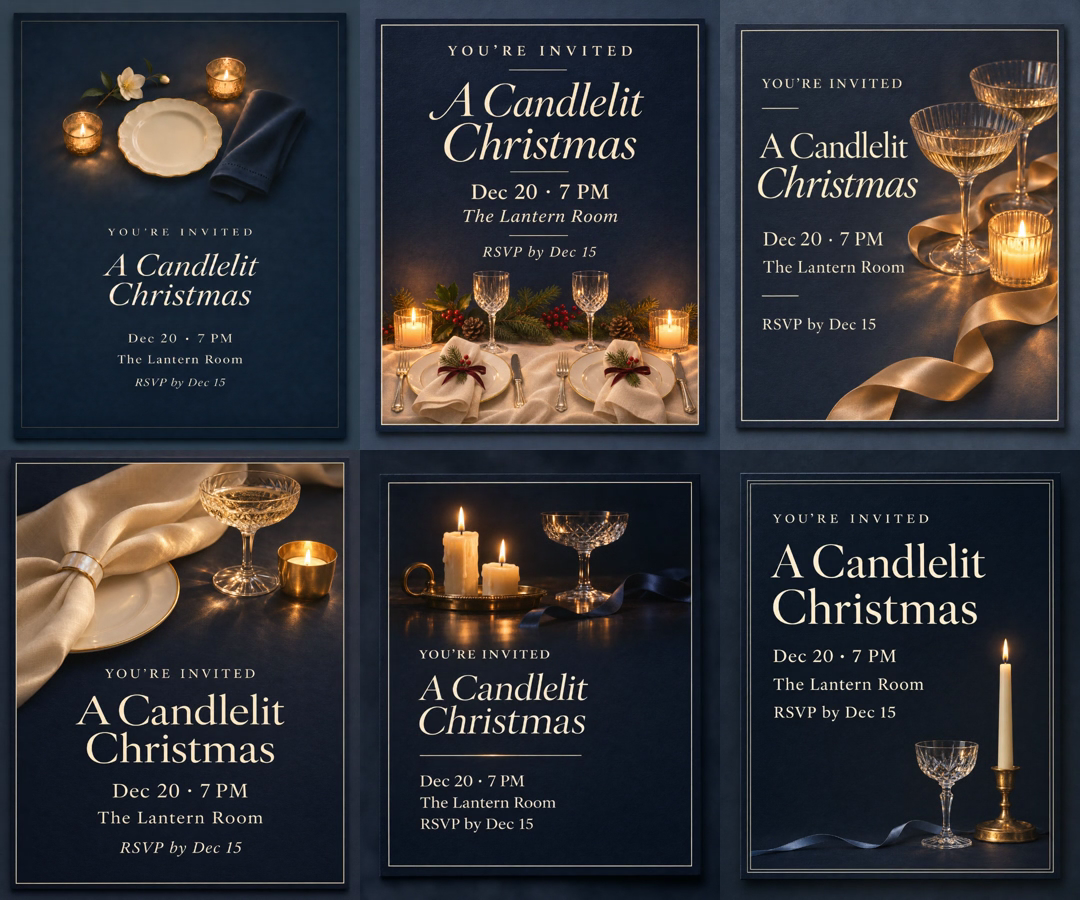 YOU'RE INVITED
A Candlelit
Christmas
Dec 20 · 7 PM
The Lantern Room
RSVP by Dec 15
YOU'RE INVITED
A Candlelit
Christmas
Dec 20 · 7 PM
The Lantern Room
RSVP by Dec 15
YOU'RE INVITED
A Candlelit
Christmas
Dec 20 · 7 PM
The Lantern Room
RSVP by Dec 15
YOU'RE INVITED
A Candlelit
Christmas
Dec 20 · 7 PM
The Lantern Room
RSVP by Dec 15
YOU'RE INVITED
A Candlelit
Christmas
Dec 20 · 7 PM
The Lantern Room
RSVP by Dec 15
YOU'RE INVITED
A Candlelit
Christmas
Dec 20 · 7 PM
The Lantern Room
RSVP by Dec 15